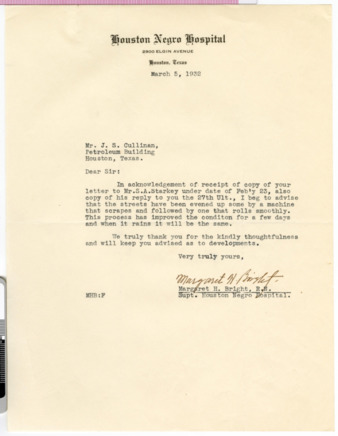 Houston Negro Hospital
2900 ELGIN AVENUE
Houston, Texas
March 5, 1932
Mr. J. S. Cullinan,
Petroleum Building
Houston, Texas.
Dear Sir:
In acknowledgement of receipt of copy of your
letter to Mr.S.A.Starkey under date of Feb'y 23, also
copy of his reply to you the 27th Ult., I beg to advise
that the streets have been evened up some by a machine
that scrapes and followed by one that rolls smoothly.
This process has improved the conditon for a few days
and when it rains it will be the same.
We truly thank you for the kindly thoughtfulness
and will keep you advised as to developments.
Very truly yours,
Margaret H Bright.
Margaret H. Bright, R.N.
MHB:F Supt. Houston Negro Hospital.